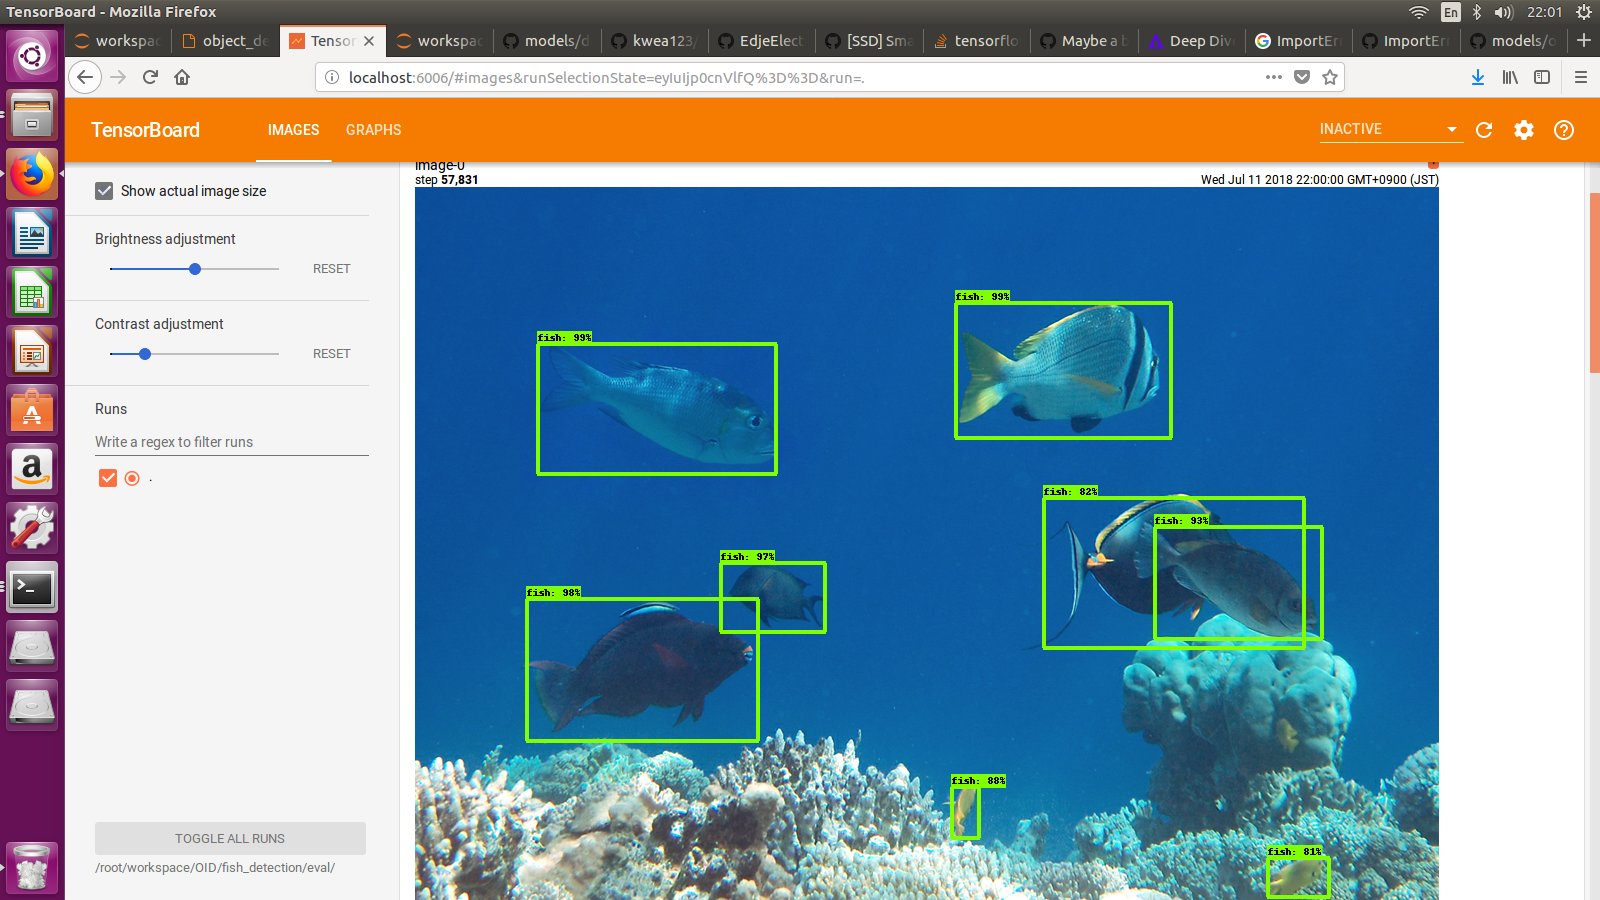 TensorBoard - Mozilla Firefox
En
22:01
workspac
object_de
Tensor
workspac
models/d
kwea123/
EdjeElect
[SSD] Sma
tensorflo
Maybe a b
Deep Div
ImportErr
ImportErr
models/o
localhost:6006/#images&runSelectionState=eyIuIjp0cnVlfQ%3D%3D&run=.
TensorBoard
IMAGES
GRAPHS
INACTIVE
Show actual image size
Brightness adjustment
RESET
Contrast adjustment
RESET
Runs
Write a regex to filter runs
.
TOGGLE ALL RUNS
/root/workspace/OID/fish_detection/eval/
image-0
step 57,831
Wed Jul 11 2018 22:00:00 GMT+0900 (JST)
fish: 99%
fish: 99%
fish: 82%
fish: 93%
fish: 97%
fish: 98%
fish: 88%
fish: 81%